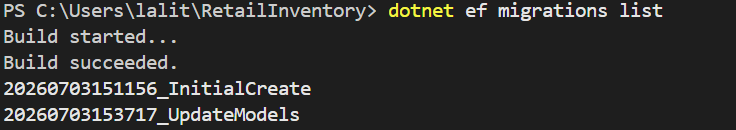 PS C:\Users\lalit\RetailInventory> dotnet ef migrations list
Build started...
Build succeeded.
20260703151156_InitialCreate
20260703153717_UpdateModels